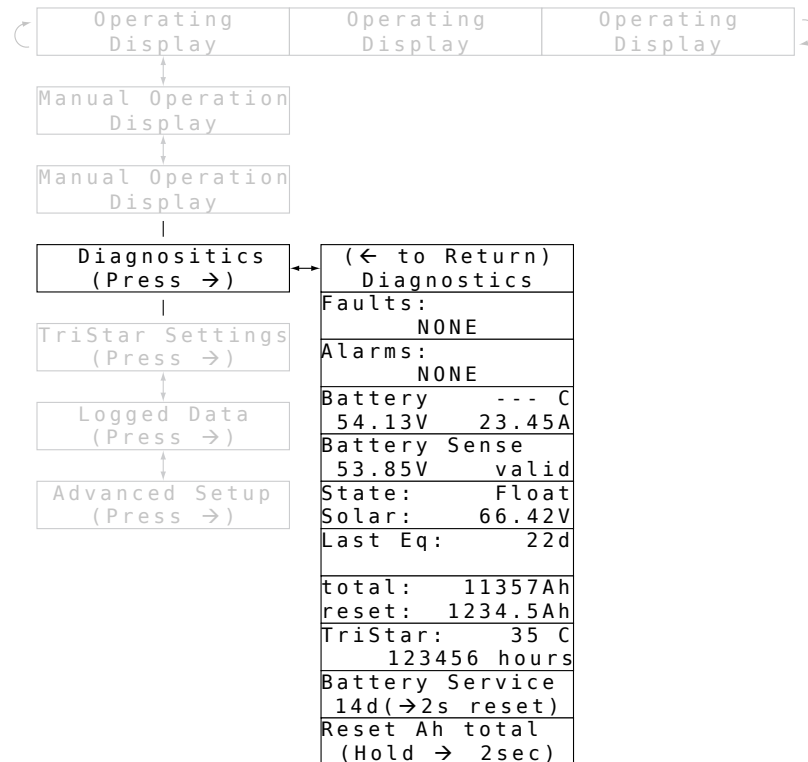 Operating Operating Operating
Display Display Display
Manual Operation
Display
Manual Operation
Display
Diagnositics
(Press →)
TriStar Settings
(Press →)
Logged Data
(Press →)
Advanced Setup
(Press →)
(← to Return)
Diagnostics
Faults:
NONE
Alarms:
NONE
Battery --- C
54.13V 23.45A
Battery Sense
53.85V valid
State: Float
Solar: 66.42V
Last Eq: 22d
total: 11357Ah
reset: 1234.5Ah
TriStar: 35 C
123456 hours
Battery Service
14d(→2s reset)
Reset Ah total
(Hold → 2sec)